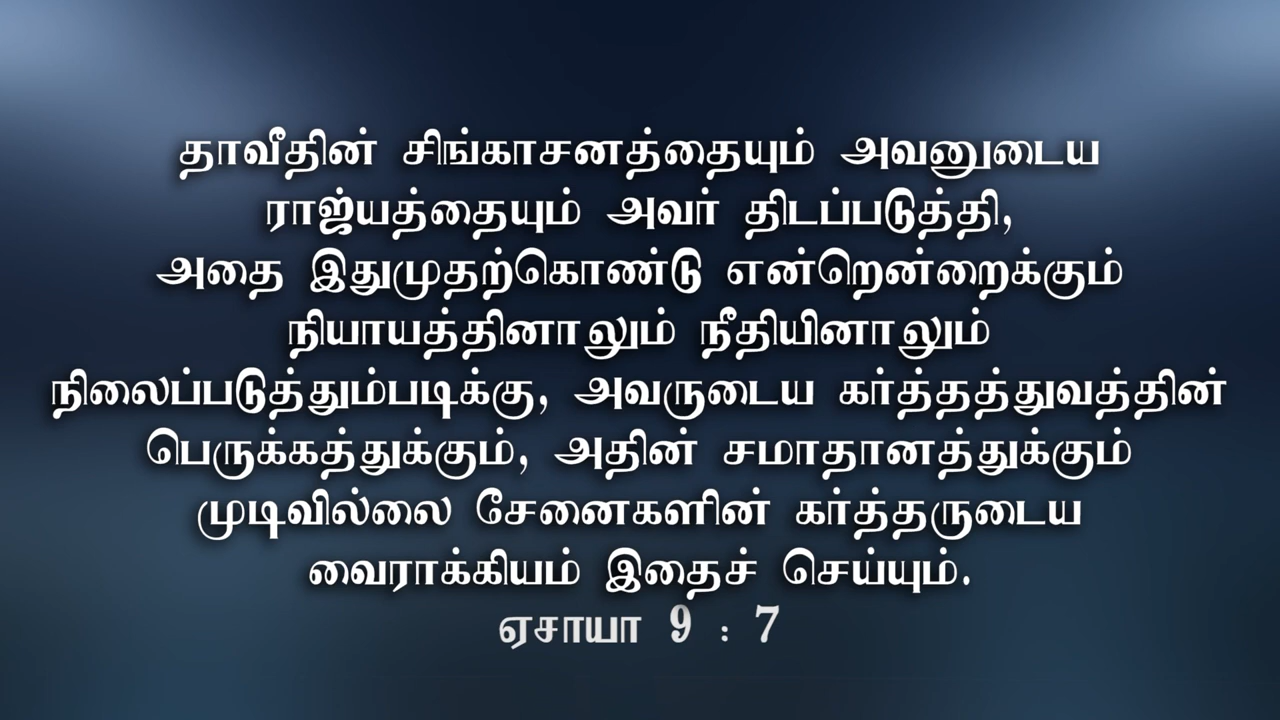 தாவீதின் சிங்காசனத்தையும் அவனுடைய
ராஜ்யத்தையும் அவர் திடப்படுத்தி,
அதை இதுமுதற்கொண்டு என்றென்றைக்கும்
நியாயத்தினாலும் நீதியினாலும்
நிலைப்படுத்தும்படிக்கு, அவருடைய கர்த்தத்துவத்தின்
பெருக்கத்துக்கும், அதின் சமாதானத்துக்கும்
முடிவில்லை சேனைகளின் கர்த்தருடைய
வைராக்கியம் இதைச் செய்யும்.
ஏசாயா 9 : 7